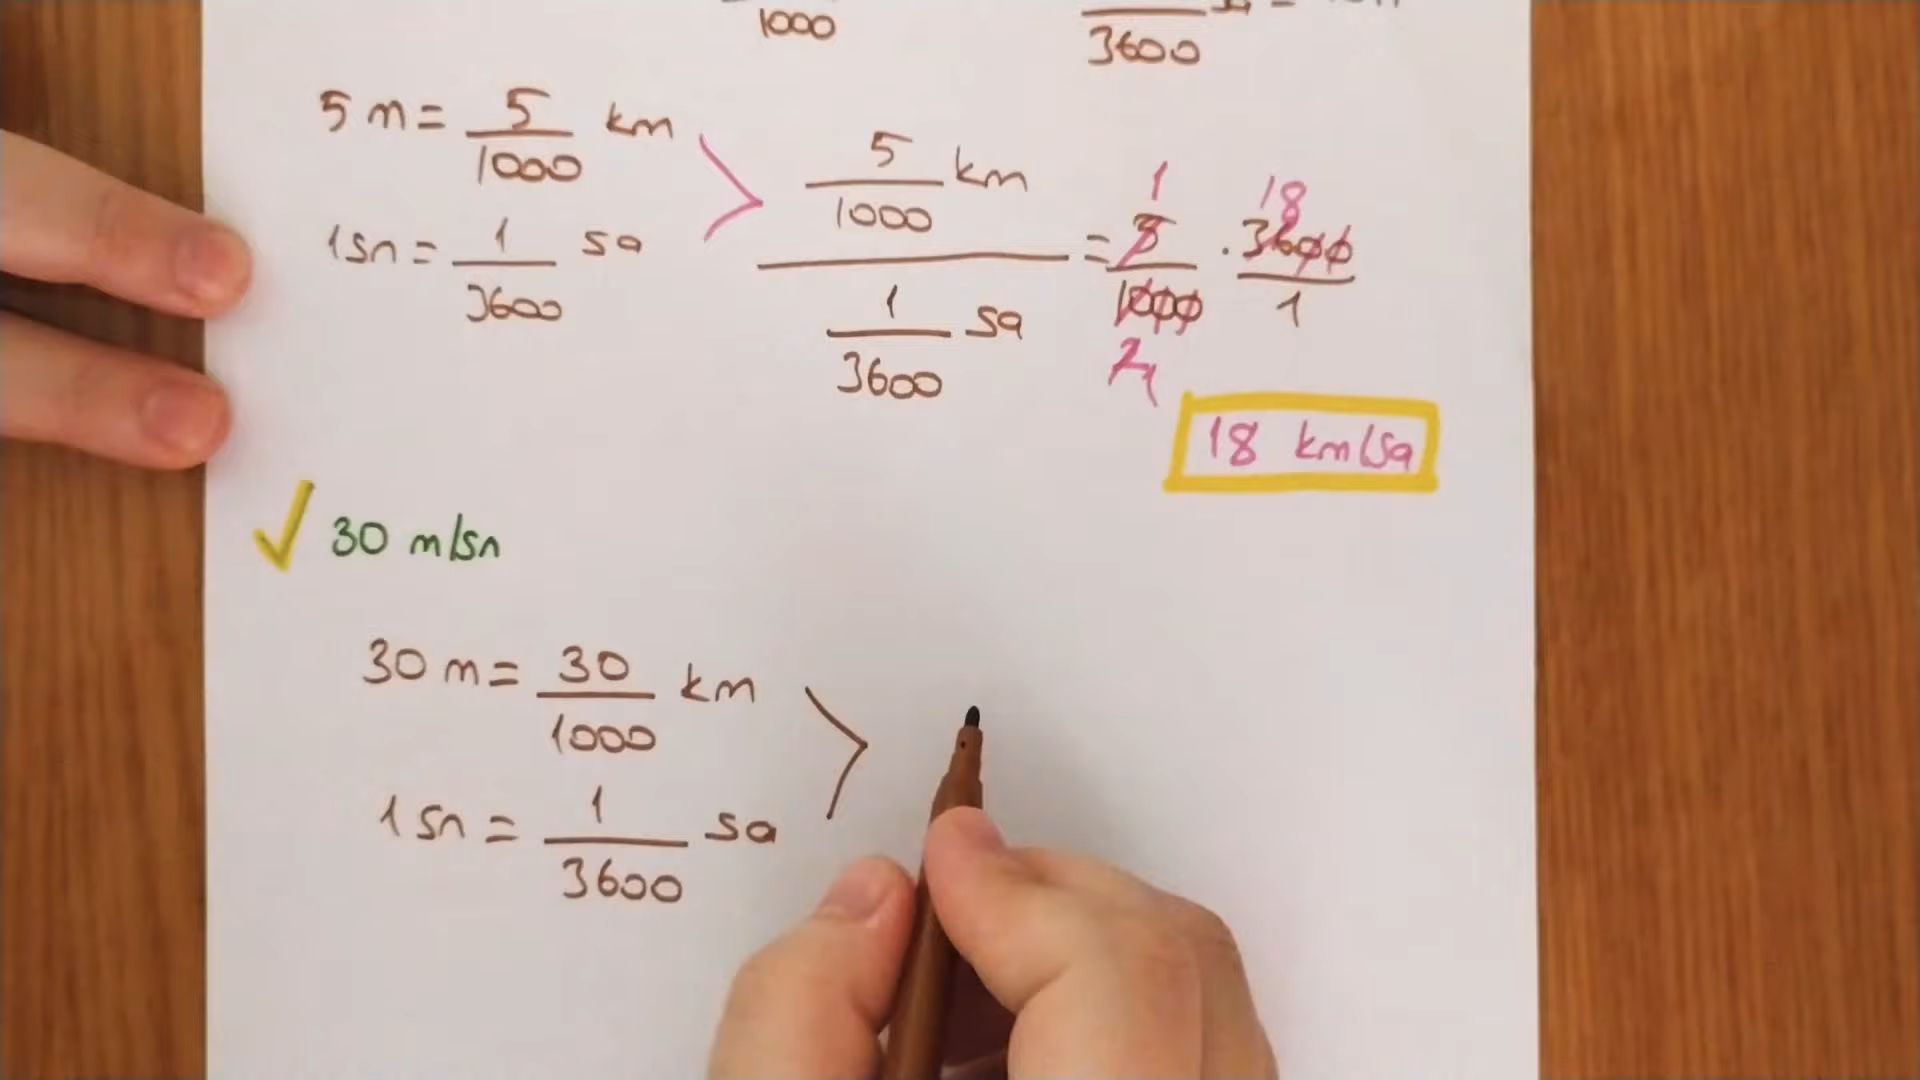 1000
3600
5 m = 5/1000 km
1 sn = 1/3600 sa
5/1000 km / 1/3600 sa = 5/1000 · 3600/1
1 18
2 1
18 km/sa
✓ 30 m/sn
30 m = 30/1000 km
1 sn = 1/3600 sa